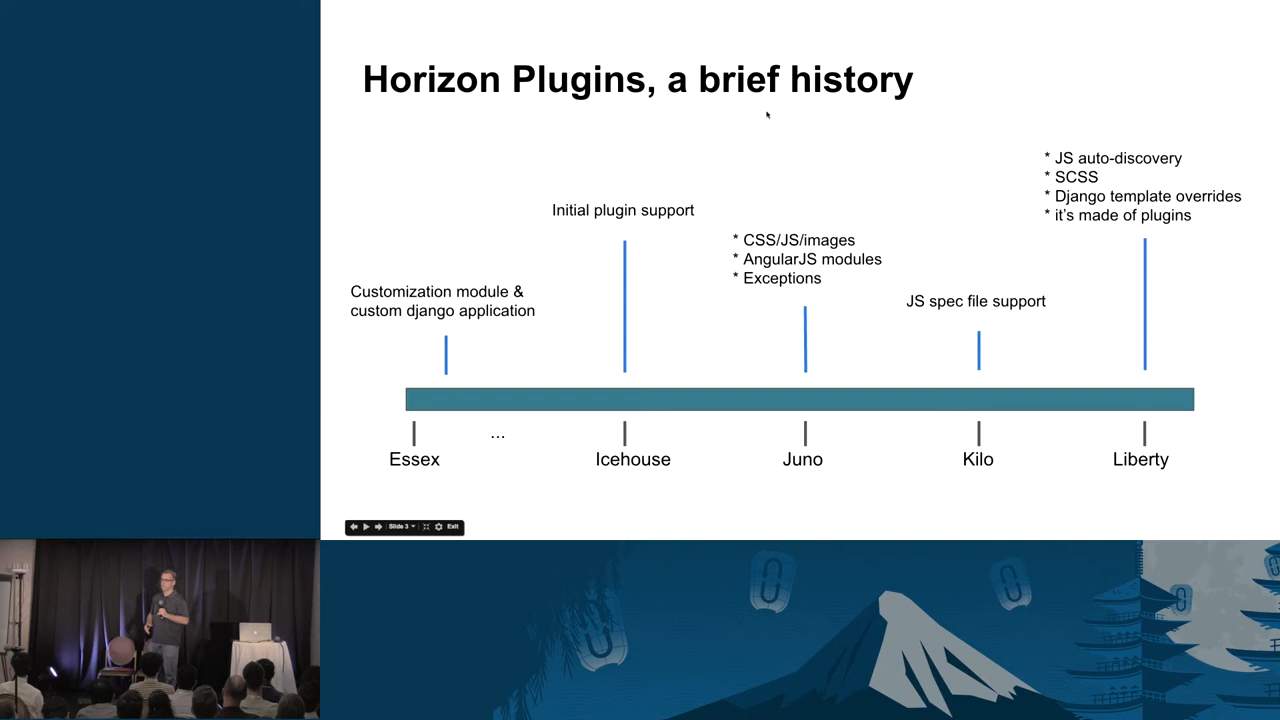 Horizon Plugins, a brief history
* JS auto-discovery
* SCSS
* Django template overrides
* it's made of plugins
Initial plugin support
* CSS/JS/images
* AngularJS modules
* Exceptions
Customization module &
custom django application
JS spec file support
...
Essex
Icehouse
Juno
Kilo
Liberty
Slide 3
Exit